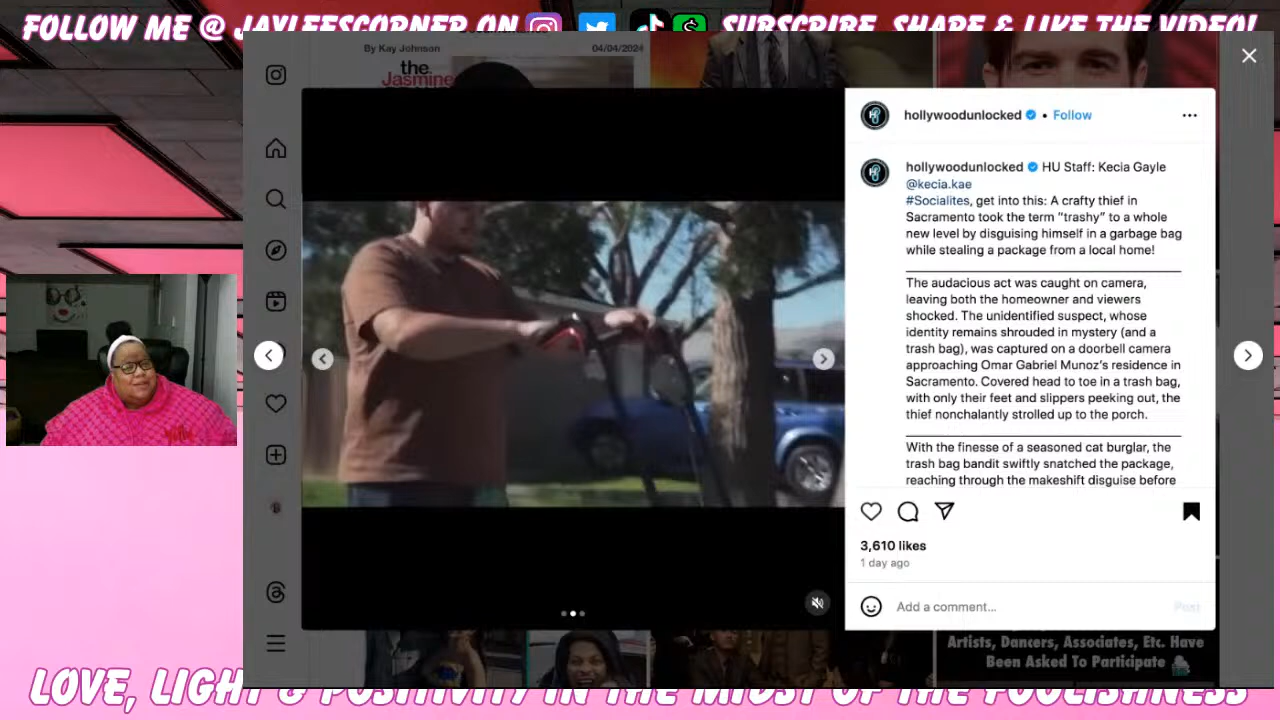 FOLLOW ME @ JAYLEESCORNER ON
SUBSCRIBE, SHARE & LIKE THE VIDEO!
By Kay Johnson
04/04/2024
the
Jasmine
hollywoodunlocked • Follow
hollywoodunlocked HU Staff: Kecia Gayle
@kecia.kae
#Socialites, get into this: A crafty thief in
Sacramento took the term “trashy” to a whole
new level by disguising himself in a garbage bag
while stealing a package from a local home!
The audacious act was caught on camera,
leaving both the homeowner and viewers
shocked. The unidentified suspect, whose
identity remains shrouded in mystery (and a
trash bag), was captured on a doorbell camera
approaching Omar Gabriel Munoz’s residence in
Sacramento. Covered head to toe in a trash bag,
with only their feet and slippers peeking out, the
thief nonchalantly strolled up to the porch.
With the finesse of a seasoned cat burglar, the
trash bag bandit swiftly snatched the package,
reaching through the makeshift disguise before
3,610 likes
1 day ago
Add a comment...
Post
Artists, Dancers, Associates, Etc. Have
Been Asked To Participate
LOVE, LIGHT & POSITIVITY IN THE MIDST OF THE FOOLISHNESS